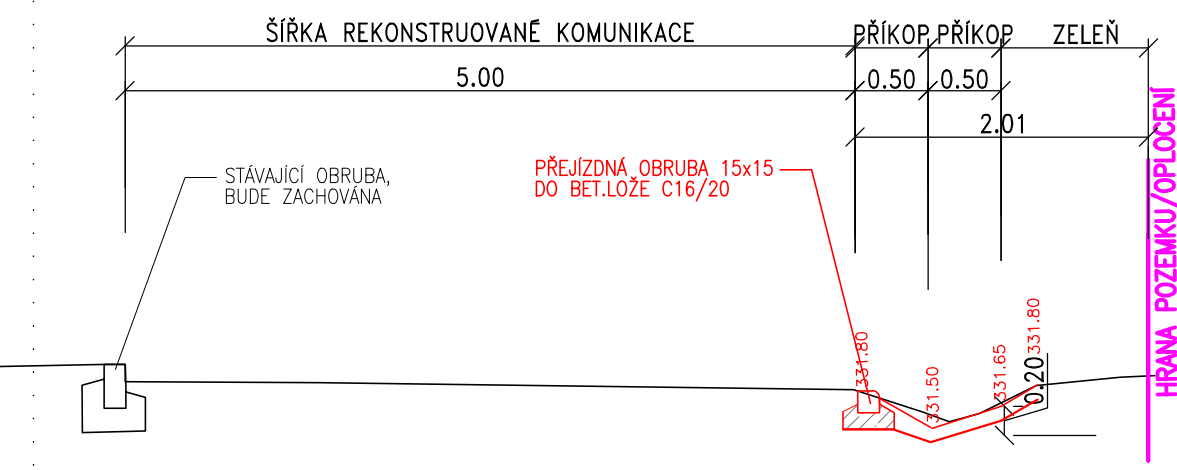 ŠÍŘKA REKONSTRUOVANÉ KOMUNIKACE
PŘÍKOP
PŘÍKOP
ZELEŇ
5.00
0.50
0.50
2.01
STÁVAJÍCÍ OBRUBA,
BUDE ZACHOVÁNA
PŘEJÍZDNÁ OBRUBA 15x15
DO BET.LOŽE C16/20
HRANA POZEMKU/OPLOCENÍ
331.80
331.50
331.65
0.20
331.80